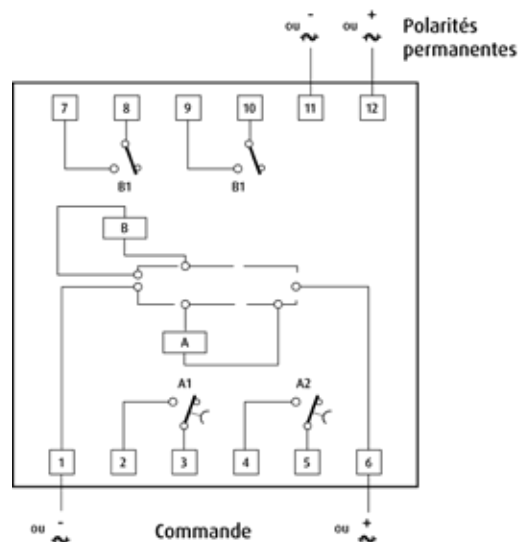 ou - ou + Polarités
~ ~ permanentes
7 8 9 10 11 12
B1 B1
B
A
A1 A2
1 2 3 4 5 6
ou - Commande ou +
~ ~